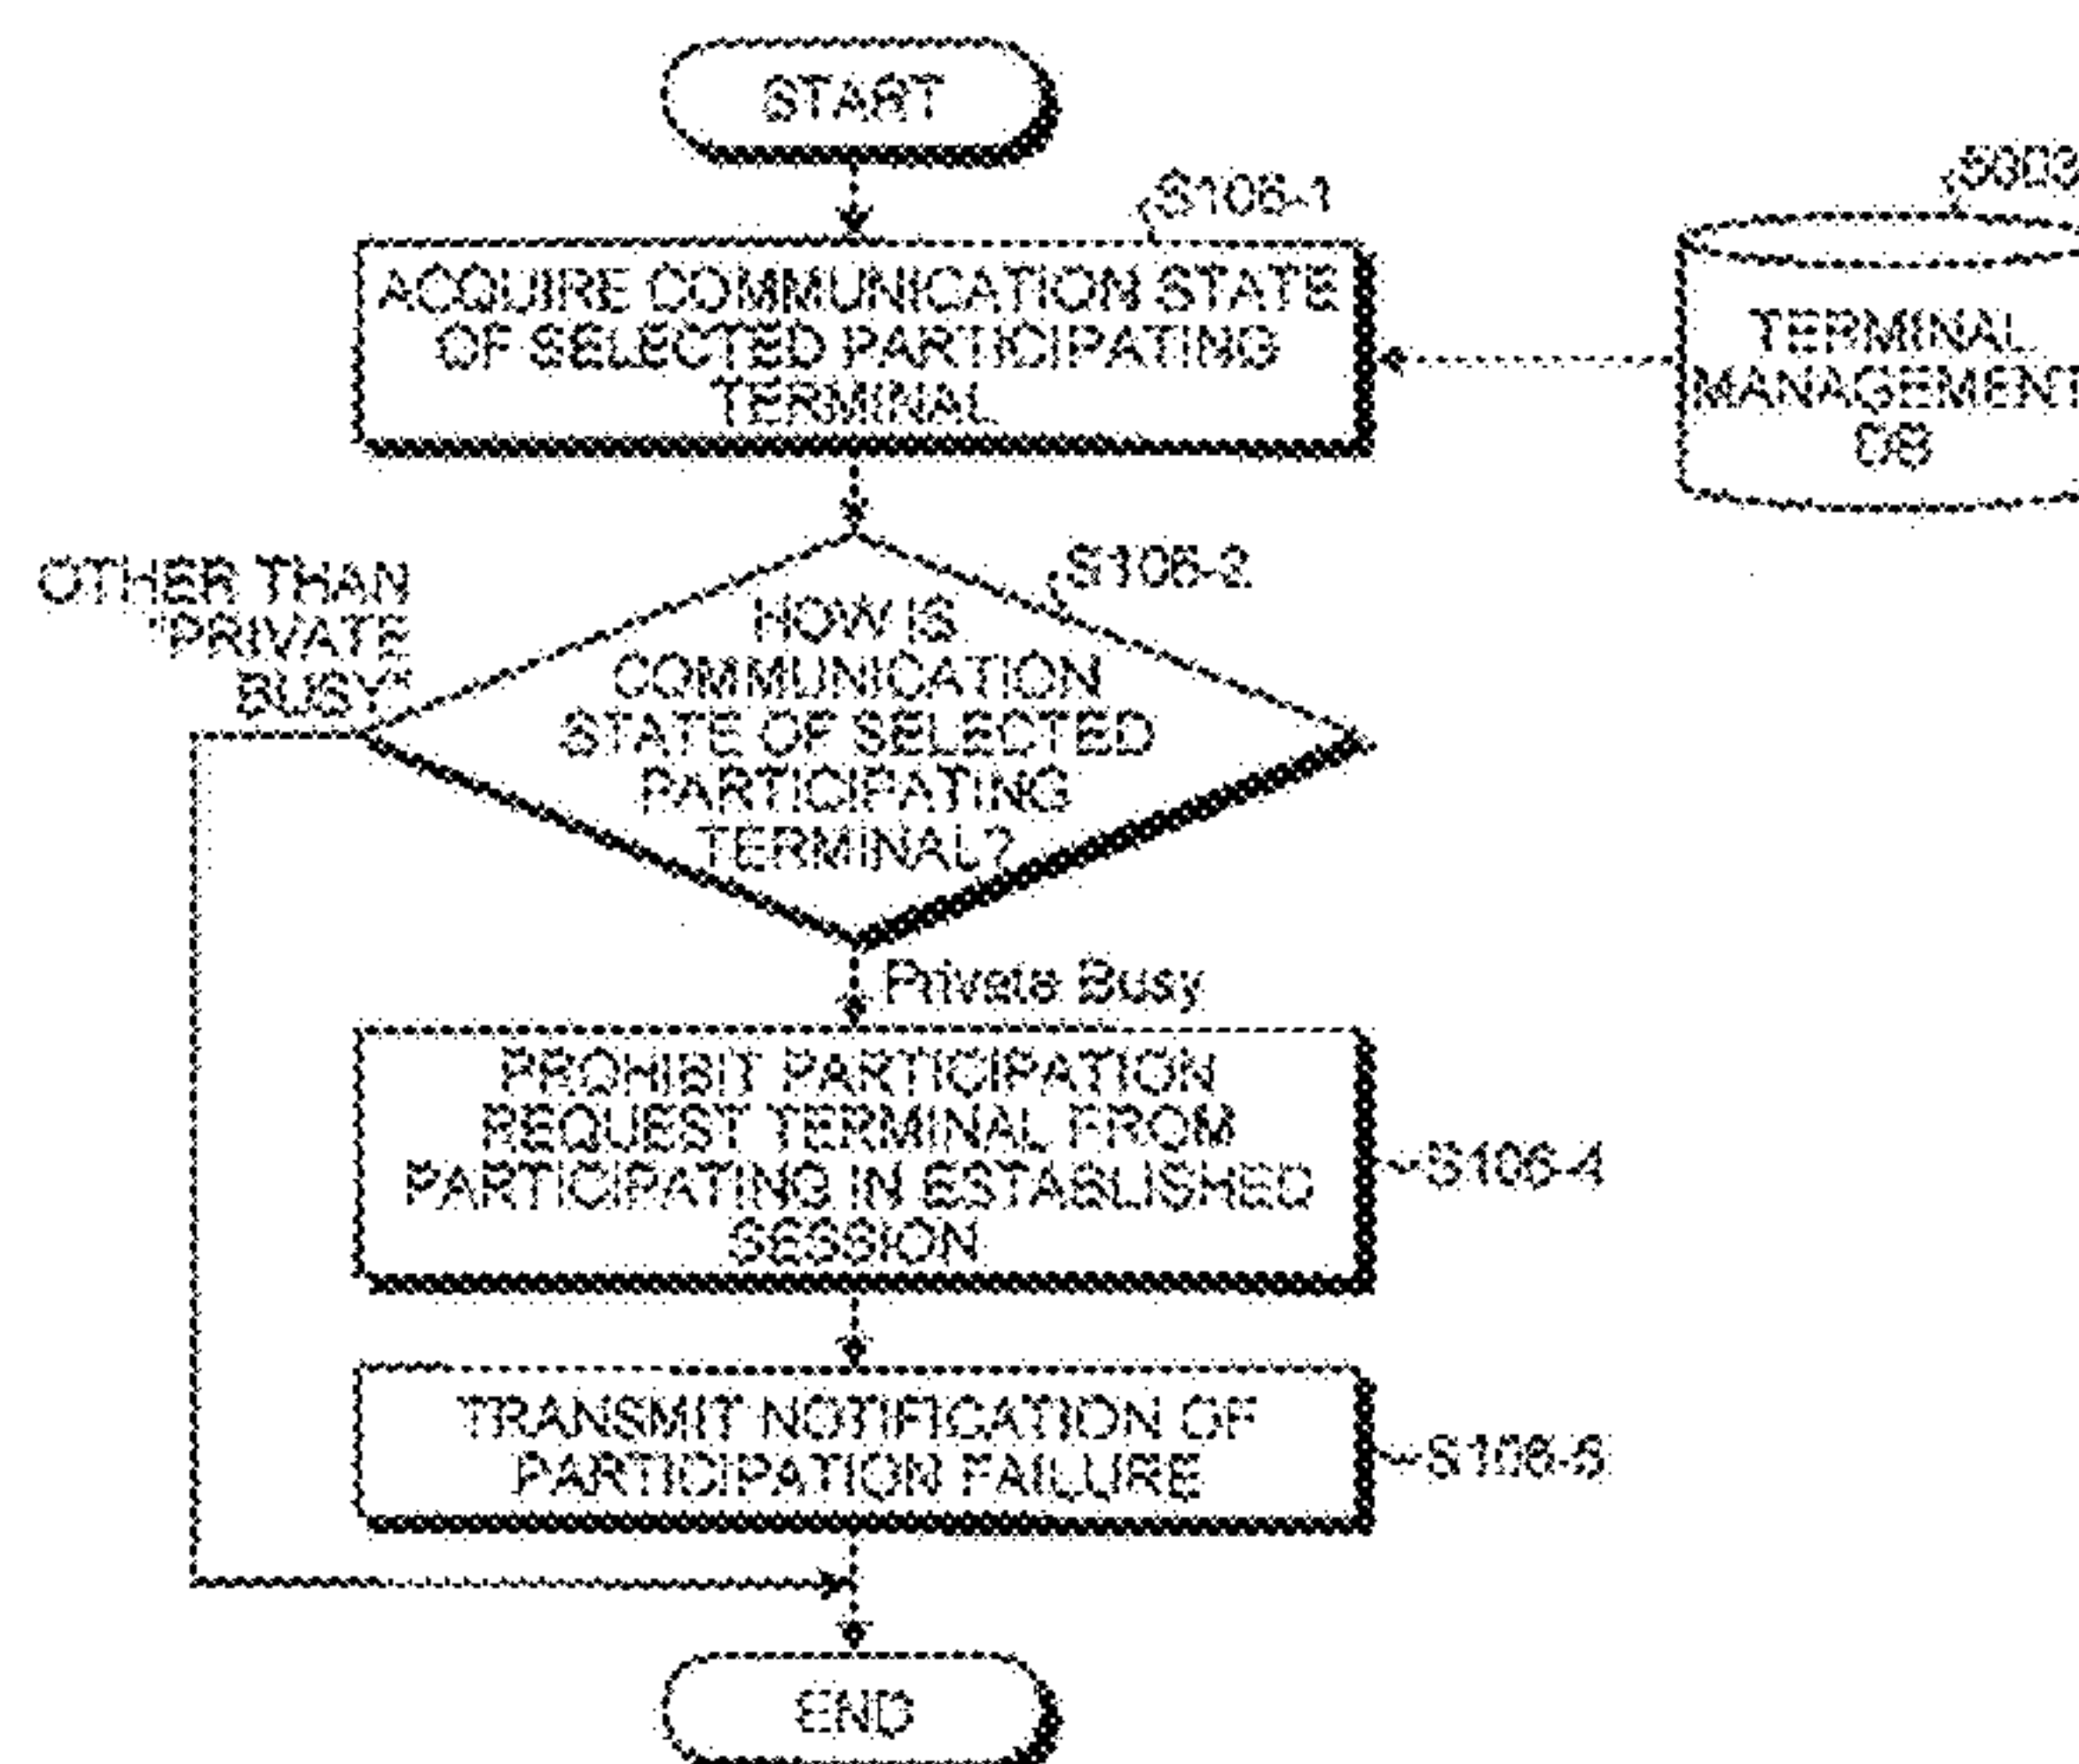 START
S106-1
ACQUIRE COMMUNICATION STATE
OF SELECTED PARTICIPATING
TERMINAL
TERMINAL
MANAGEMENT
DB
OTHER THAN
"PRIVATE
BUSY"
S106-2
HOW IS
COMMUNICATION
STATE OF SELECTED
PARTICIPATING
TERMINAL?
Private Busy
PROHIBIT PARTICIPATION
REQUEST TERMINAL FROM
PARTICIPATING IN ESTABLISHED
SESSION
S106-4
TRANSMIT NOTIFICATION OF
PARTICIPATION FAILURE
END